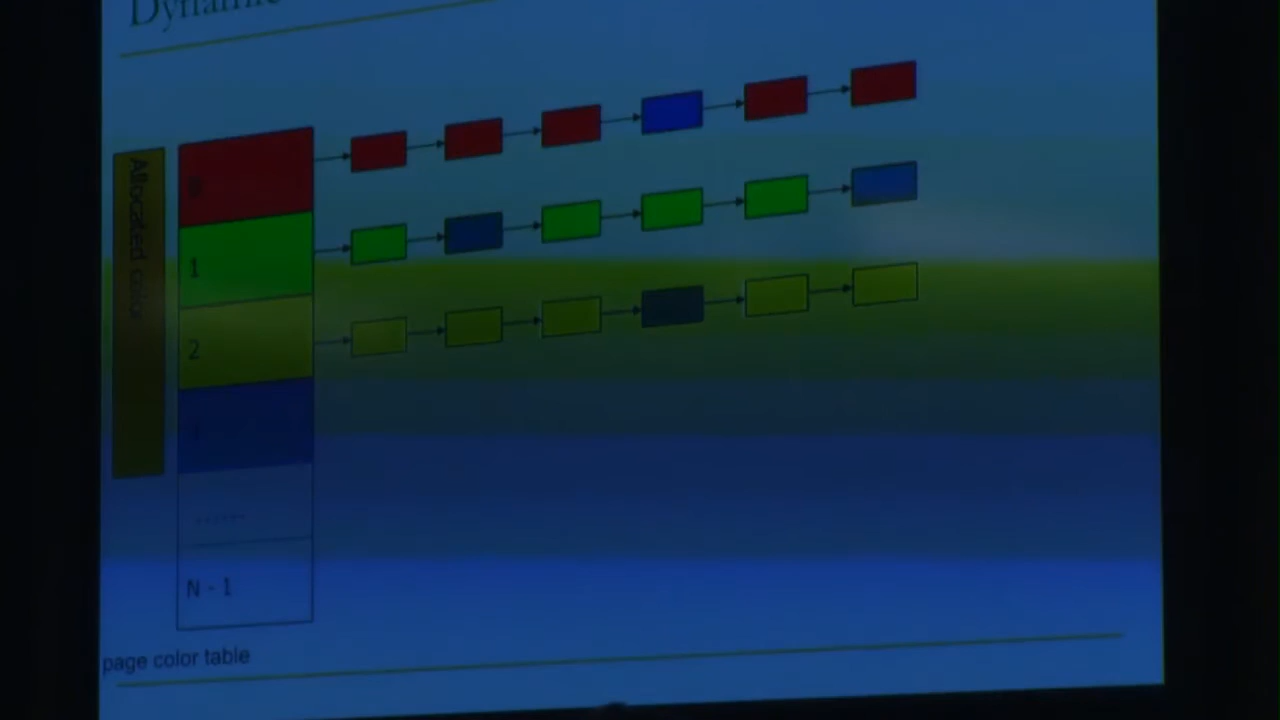 Dynamic
Allocated color
0
1
2
3
......
N - 1
page color table